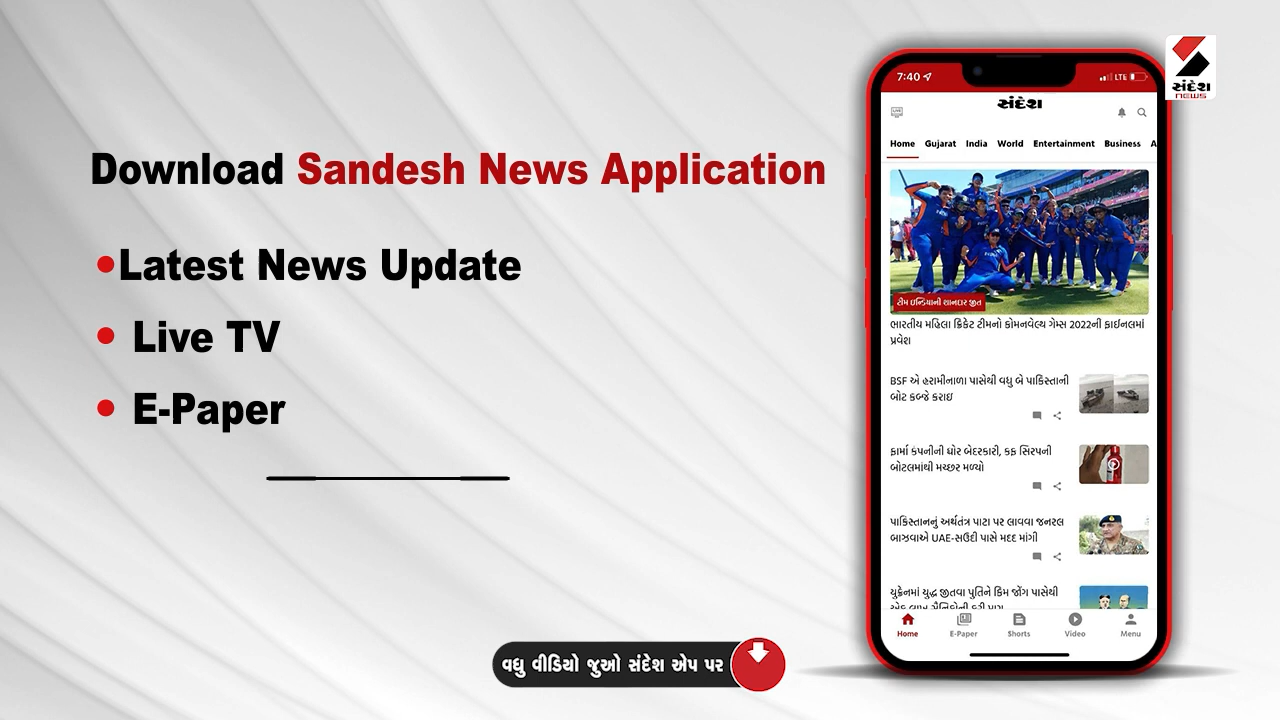 Download Sandesh News Application
•Latest News Update
• Live TV
• E-Paper
વધુ વીડિયો જુઓ સંદેશ એપ પર
સંદેશ
NEWS
7:40
LTE
LIVE
સંદેશ
Home Gujarat India World Entertainment Business A
ટીમ ઇન્ડિયાની શાનદાર જીત
ભારતીય મહિલા ક્રિકેટ ટીમનો કોમનવેલ્થ ગેમ્સ 2022ની ફાઈનલમાં
પ્રવેશ
BSF એ હરામીનાળા પાસેથી વધુ બે પાકિસ્તાની
બોટ કબ્જે કરાઇ
ફાર્મા કંપનીની ઘોર બેદરકારી, કફ સિરપની
બોટલમાંથી મચ્છર મળ્યો
પાકિસ્તાનનું અર્થતંત્ર પાટા પર લાવવા જનરલ
બાઝવાએ UAE-સઉદી પાસે મદદ માંગી
યુક્રેનમાં યુદ્ધ જીતવા પુતિને કિમ જોંગ પાસેથી
Home E-Paper Shorts Video Menu